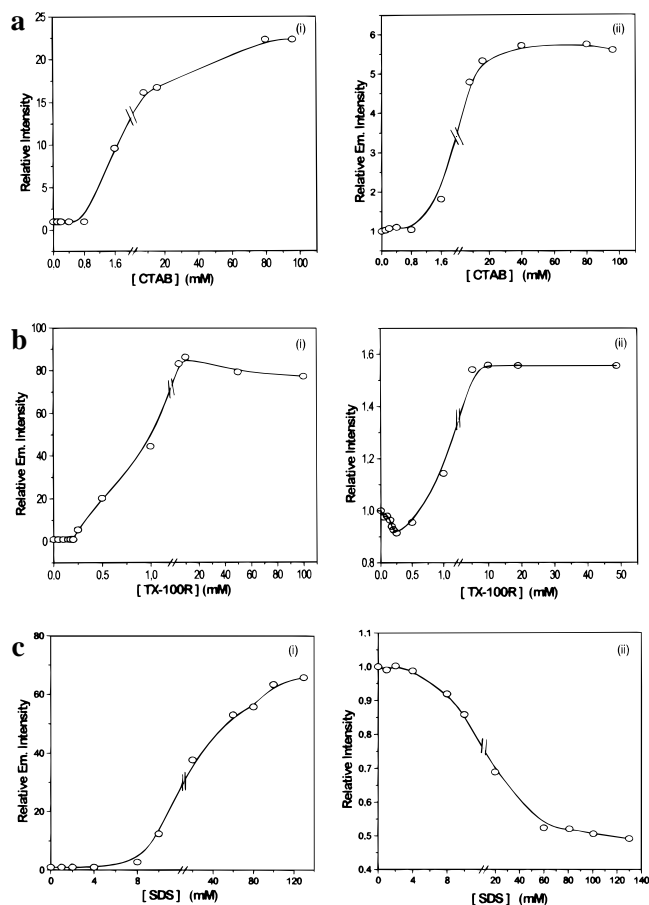 a
(i)
Relative Intensity
25
20
15
10
5
0
0.0 0.8 1.6 20 40 60 80 100
[ CTAB ] (mM)
(ii)
Relative Em. Intensity
6
5
4
3
2
1
0.0 0.8 1.6 20 40 60 80 100
[ CTAB ] (mM)
b
(i)
Relative Em. Intensity
100
80
60
40
20
0
0.0 0.5 1.0 20 40 60 80 100
[ TX-100R ] (mM)
(ii)
Relative Em. Intensity
1.6
1.4
1.2
1.0
0.8
0.0 0.5 1.0 10 20 30 40 50
[ TX-100R ] (mM)
c
(i)
Relative Em. Intensity
80
60
40
20
0
0 4 8 40 80 120
[ SDS ] (mM)
(ii)
Relative Intensity
1.1
1.0
0.9
0.8
0.7
0.6
0.5
0.4
0 4 8 20 40 60 80 100 120 140
[ SDS ] (mM)